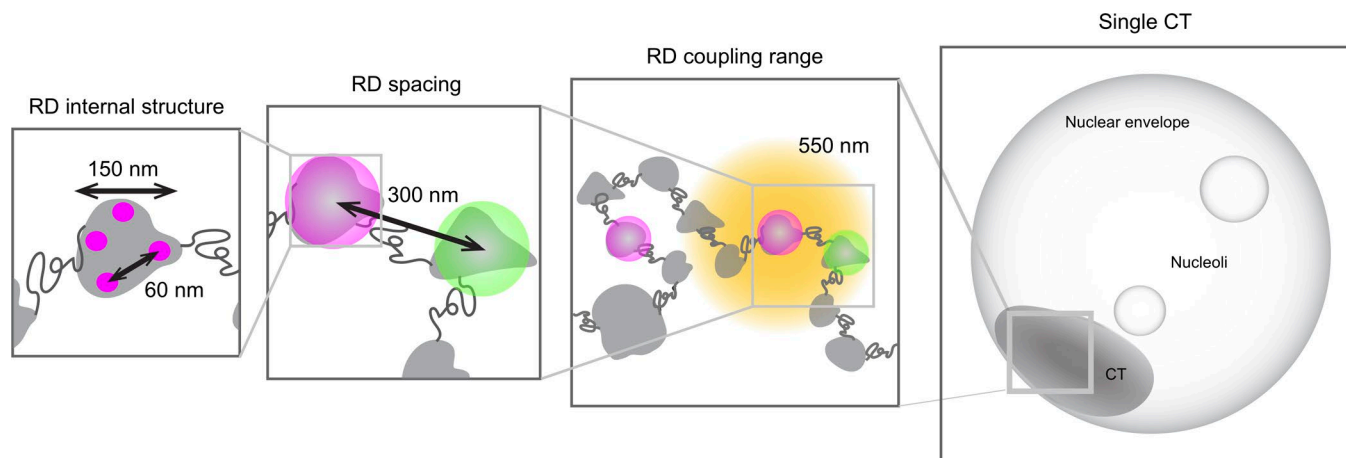 RD internal structure
150 nm
60 nm
RD spacing
300 nm
RD coupling range
550 nm
Single CT
Nuclear envelope
Nucleoli
CT